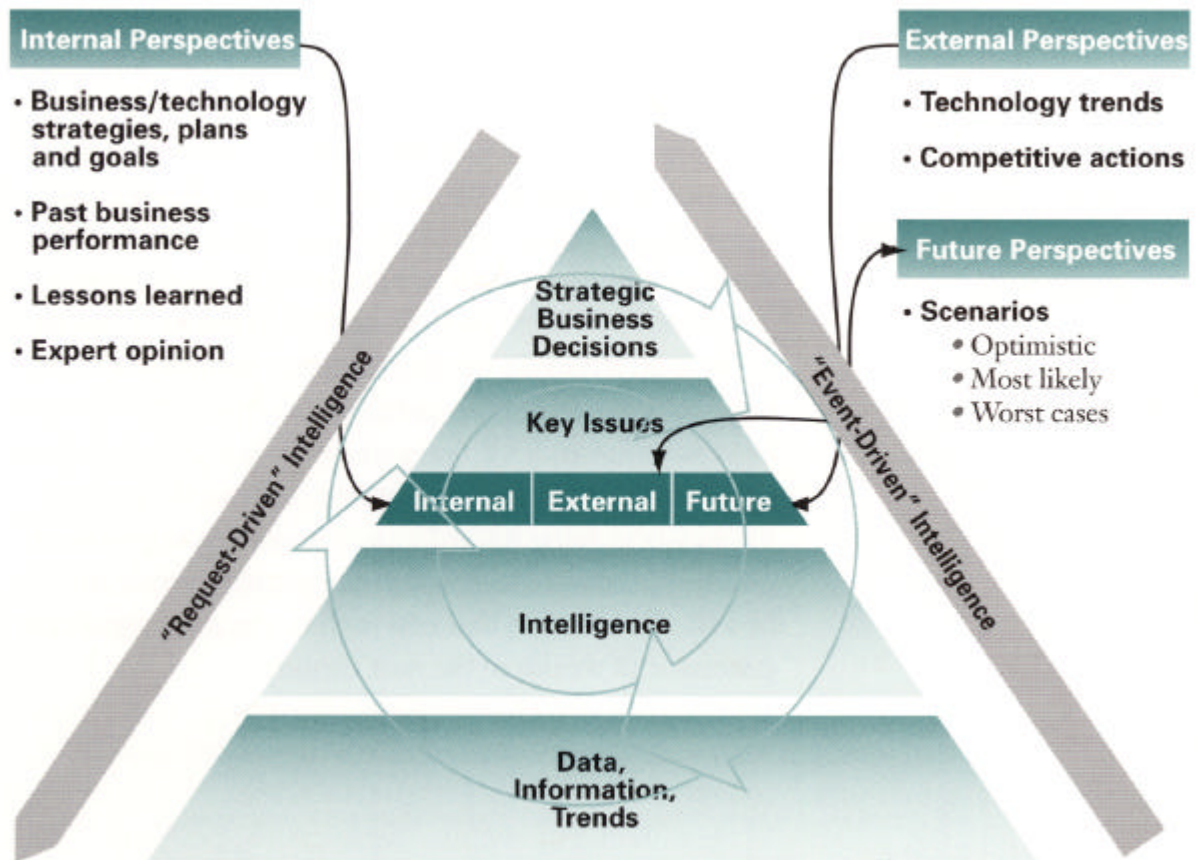 Internal Perspectives
• Business/technology
strategies, plans
and goals
• Past business
performance
• Lessons learned
• Expert opinion
External Perspectives
• Technology trends
• Competitive actions
Future Perspectives
• Scenarios
• Optimistic
• Most likely
• Worst cases
"Request-Driven" Intelligence
"Event-Driven" Intelligence
Strategic
Business
Decisions
Key Issues
Internal
External
Future
Intelligence
Data,
Information,
Trends